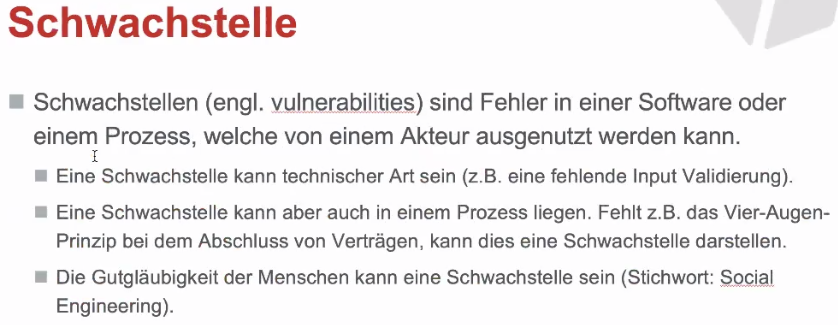 Schwachstelle
Schwachstellen (engl. vulnerabilities) sind Fehler in einer Software oder
einem Prozess, welche von einem Akteur ausgenutzt werden kann.
Eine Schwachstelle kann technischer Art sein (z.B. eine fehlende Input Validierung).
Eine Schwachstelle kann aber auch in einem Prozess liegen. Fehlt z.B. das Vier-Augen-
Prinzip bei dem Abschluss von Verträgen, kann dies eine Schwachstelle darstellen.
Die Gutgläubigkeit der Menschen kann eine Schwachstelle sein (Stichwort: Social
Engineering).